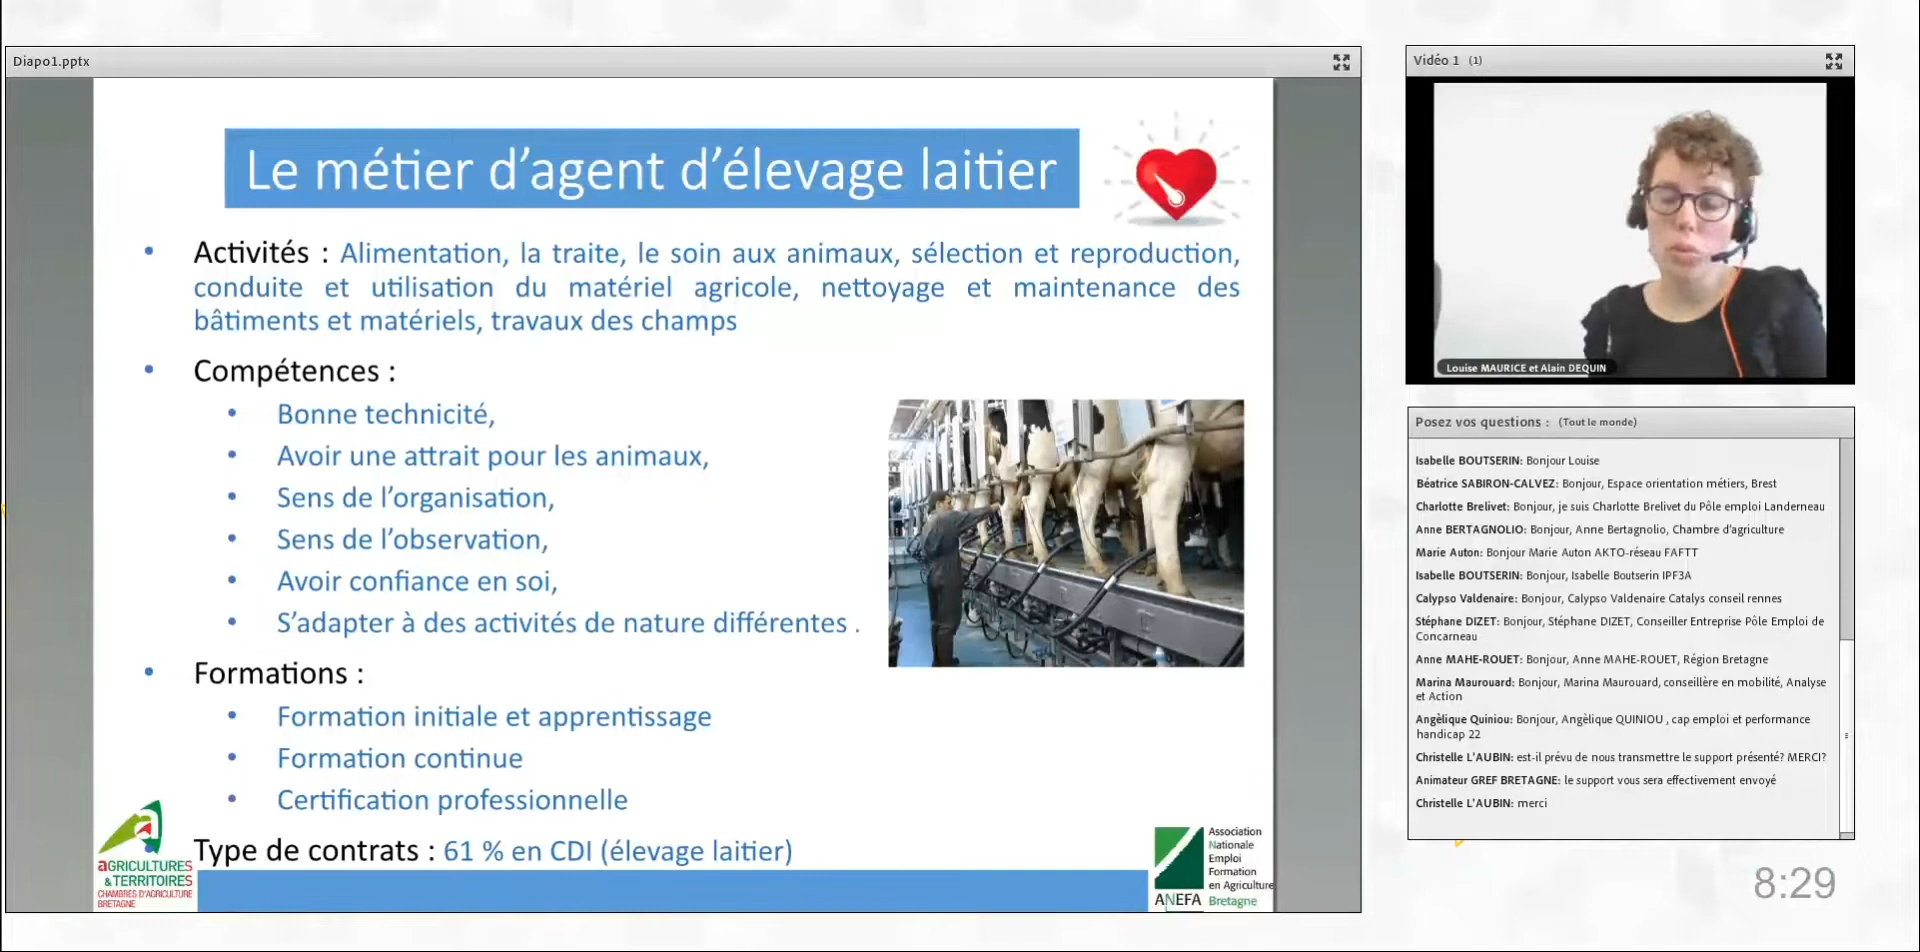 Diapo1.pptx
Le métier d'agent d'élevage laitier
• Activités : Alimentation, la traite, le soin aux animaux, sélection et reproduction,
conduite et utilisation du matériel agricole, nettoyage et maintenance des
bâtiments et matériels, travaux des champs
• Compétences :
• Bonne technicité,
• Avoir une attrait pour les animaux,
• Sens de l'organisation,
• Sens de l'observation,
• Avoir confiance en soi,
• S'adapter à des activités de nature différentes .
• Formations :
• Formation initiale et apprentissage
• Formation continue
• Certification professionnelle
• Type de contrats : 61 % en CDI (élevage laitier)
aGRICULTURES
& TERRITOIRES
CHAMBRES D'AGRICULTURE
BRETAGNE
Association
Nationale
Emploi
Formation
en Agriculture
ANEFA Bretagne
Vidéo 1 (1)
Louise MAURICE et Alain DEQUIN
Posez vos questions : (Tout le monde)
Isabelle BOUTSERIN: Bonjour Louise
Béatrice SABIRON-CALVEZ: Bonjour, Espace orientation métiers, Brest
Charlotte Brelivet: Bonjour, je suis Charlotte Brelivet du Pôle emploi Landerneau
Anne BERTAGNOLIO: Bonjour, Anne Bertagnolio, Chambre d'agriculture
Marie Auton: Bonjour Marie Auton AKTO-réseau FAFTT
Isabelle BOUTSERIN: Bonjour, Isabelle Boutserin IPF3A
Calypso Valdenaire: Bonjour, Calypso Valdenaire Catalys conseil rennes
Stéphane DIZET: Bonjour, Stéphane DIZET, Conseiller Entreprise Pôle Emploi de
Concarneau
Anne MAHE-ROUET: Bonjour, Anne MAHE-ROUET, Région Bretagne
Marina Maurouard: Bonjour, Marina Maurouard, conseillère en mobilité, Analyse
et Action
Angèlique Quiniou: Bonjour, Angèlique QUINIOU , cap emploi et performance
handicap 22
Christelle L'AUBIN: est-il prévu de nous transmettre le support présenté? MERCI?
Animateur GREF BRETAGNE: le support vous sera effectivement envoyé
Christelle L'AUBIN: merci
8:29